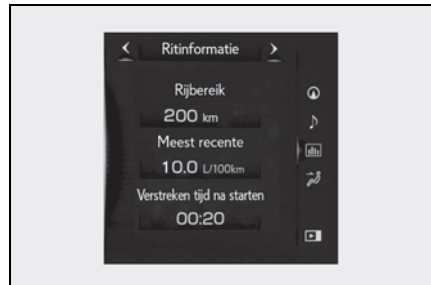 Ritinformatie
Rijbereik
200 km
Meest recente
10.0 L/100km
Verstreken tijd na starten
00:20